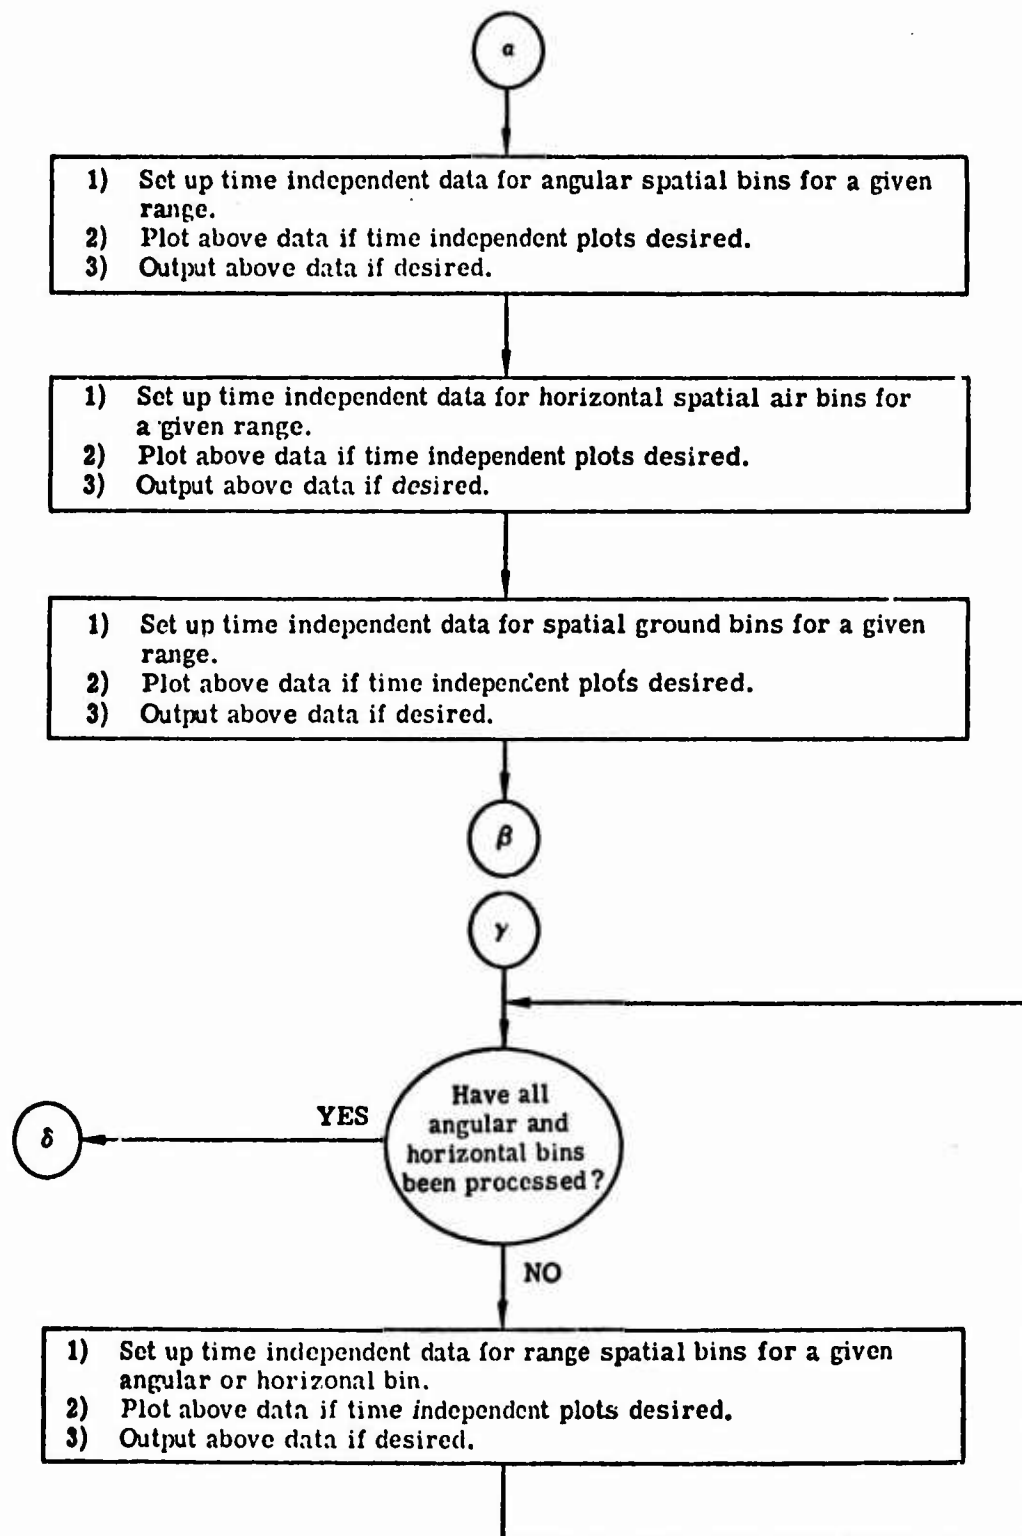 α
1) Set up time independent data for angular spatial bins for a given
range.
2) Plot above data if time independent plots desired.
3) Output above data if desired.
1) Set up time independent data for horizontal spatial air bins for
a given range.
2) Plot above data if time independent plots desired.
3) Output above data if desired.
1) Set up time independent data for spatial ground bins for a given
range.
2) Plot above data if time independent plots desired.
3) Output above data if desired.
β
γ
Have all
angular and
horizontal bins
been processed?
YES
δ
NO
1) Set up time independent data for range spatial bins for a given
angular or horizonal bin.
2) Plot above data if time independent plots desired.
3) Output above data if desired.